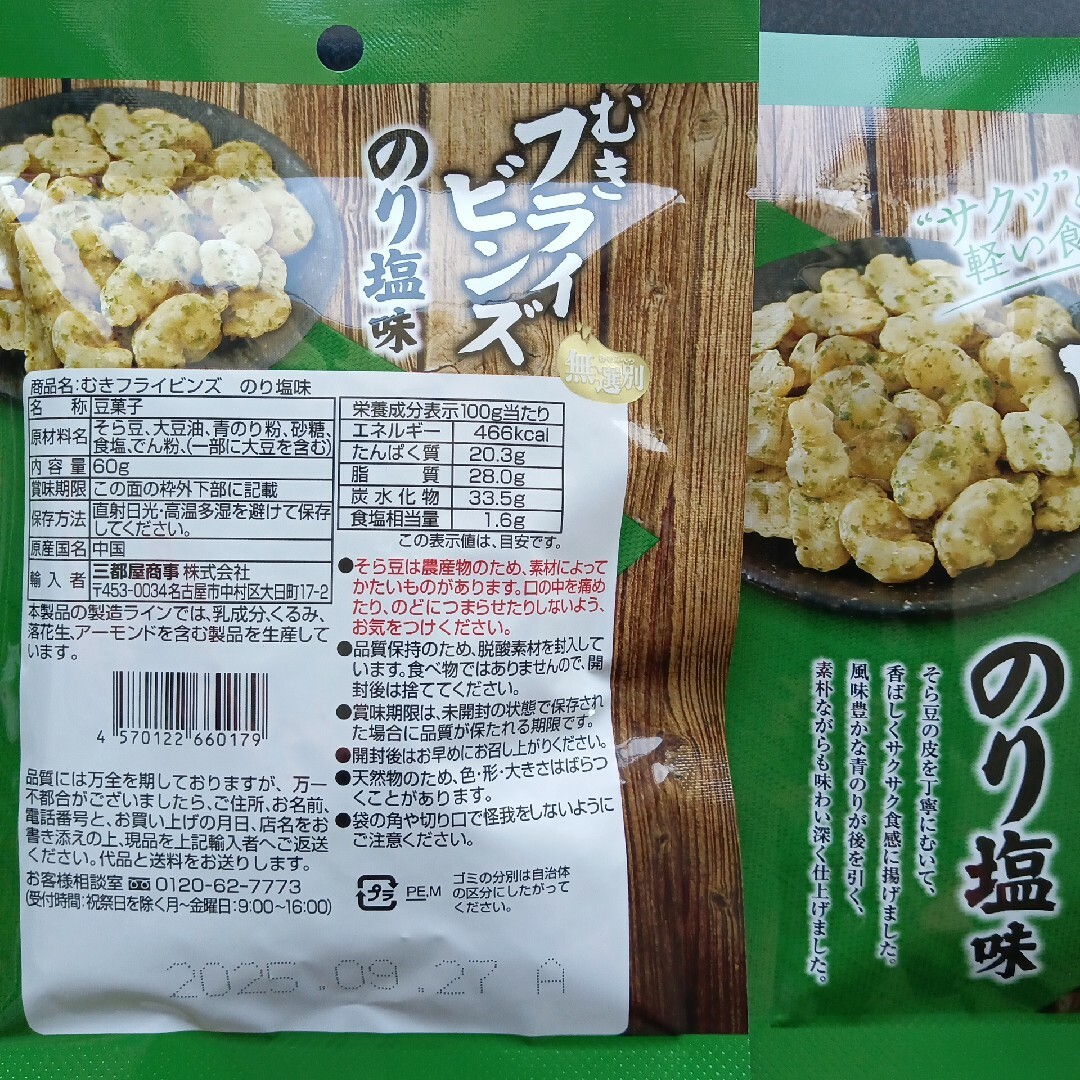 むき
フライ
ビンズ
のり塩味
無選別
商品名:むきフライビンズ のり塩味
名称 豆菓子
原材料名 そら豆、大豆油、青のり粉、砂糖、
食塩、でん粉、(一部に大豆を含む)
内容量 60g
賞味期限 この面の枠外下部に記載
保存方法 直射日光・高温多湿を避けて保存
してください。
原産国名 中国
輸入者 三都屋商事 株式会社
〒453-0034名古屋市中村区大日町17-2
本製品の製造ラインでは、乳成分、くるみ、
落花生、アーモンドを含む製品を生産して
います。
4 570122 660179
品質には万全を期しておりますが、万一
不都合がございましたら、ご住所、お名前、
電話番号と、お買い上げの月日、店名をお
書き添えの上、現品を上記輸入者へご返送
ください。代品と送料をお送りします。
お客様相談室 0120-62-7773
(受付時間:祝祭日を除く月~金曜日:9:00~16:00)
栄養成分表示100g当たり
エネルギー 466kcal
たんぱく質 20.3g
脂質 28.0g
炭水化物 33.5g
食塩相当量 1.6g
この表示値は、目安です。
●そら豆は農産物のため、素材によって
かたいものがあります。口の中を痛め
たり、のどにつまらせたりしないよう、
お気をつけください。
●品質保持のため、脱酸素材を封入して
います。食べ物ではありませんので、開
封後は捨ててください。
●賞味期限は、未開封の状態で保存され
た場合に品質が保たれる期限です。
●開封後はお早めにお召し上がりください。
●天然物のため、色・形・大きさはばらつ
くことがあります。
●袋の角や切り口で怪我をしないように
ご注意ください。
プラ PE,M
ゴミの分別は自治体
の区分にしたがって
ください。
2025.09.27 A
“サクッ”
軽い食
のり塩味
そら豆の皮を丁寧にむいて、
香ばしくサクサク食感に揚げました。
風味豊かな青のりが後を引く、
素朴ながらも味わい深く仕上げました。